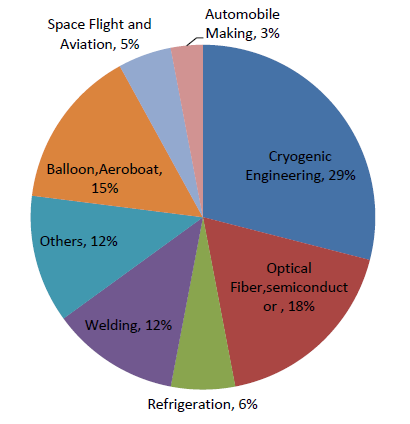 Automobile
Making, 3%
Space Flight and
Aviation, 5%
Cryogenic
Engineering, 29%
Balloon,Aeroboat,
15%
Others, 12%
Optical
Fiber,semiconduct
or , 18%
Welding, 12%
Refrigeration, 6%